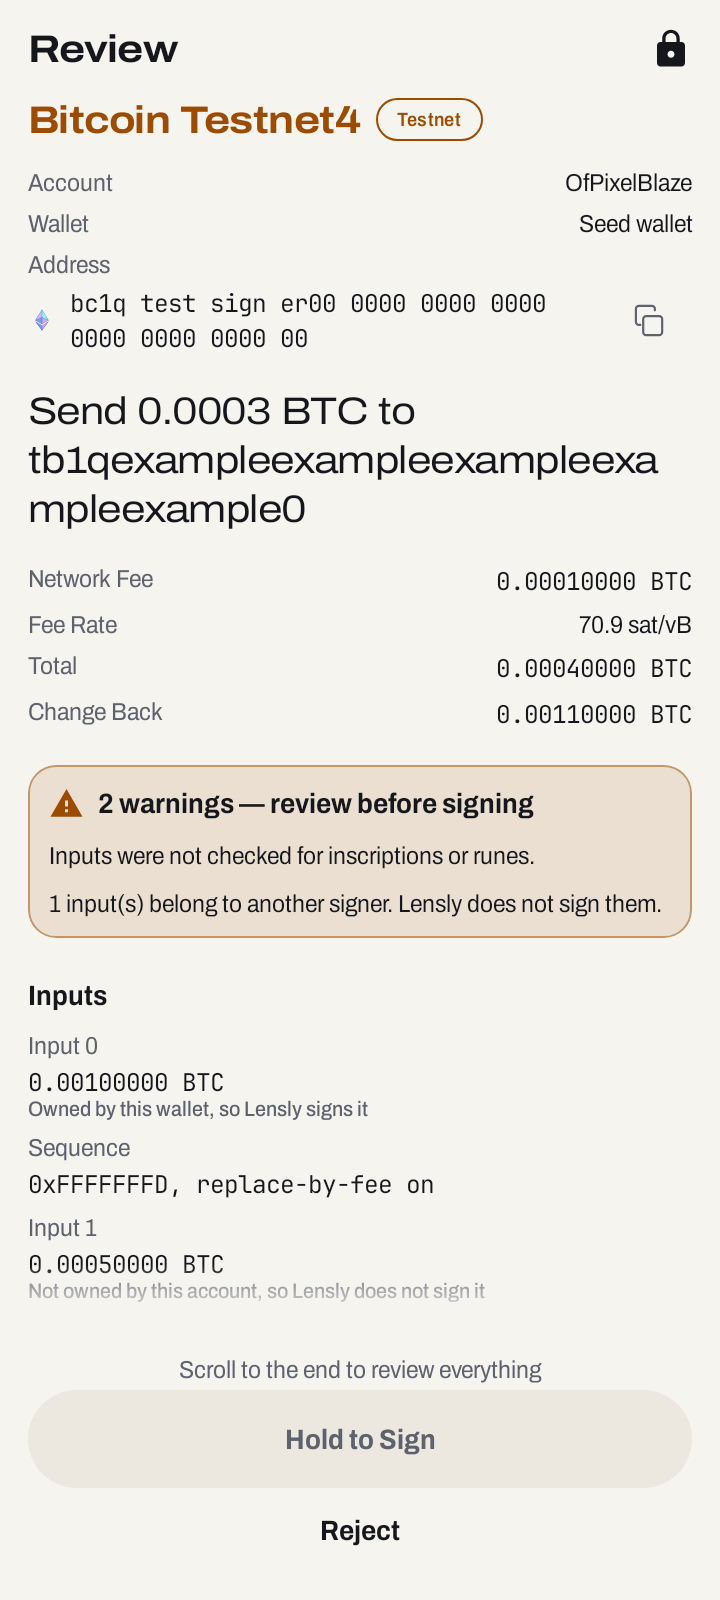 Review
Bitcoin Testnet4 Testnet
Account OfPixelBlaze
Wallet Seed wallet
Address
bc1q test sign er00 0000 0000 0000
0000 0000 0000 00
Send 0.0003 BTC to
tb1qexampleexampleexampleexa
mpleexample0
Network Fee 0.00010000 BTC
Fee Rate 70.9 sat/vB
Total 0.00040000 BTC
Change Back 0.00110000 BTC
2 warnings — review before signing
Inputs were not checked for inscriptions or runes.
1 input(s) belong to another signer. Lensly does not sign them.
Inputs
Input 0
0.00100000 BTC
Owned by this wallet, so Lensly signs it
Sequence
0xFFFFFFFD, replace-by-fee on
Input 1
0.00050000 BTC
Not owned by this account, so Lensly does not sign it
Scroll to the end to review everything
Hold to Sign
Reject